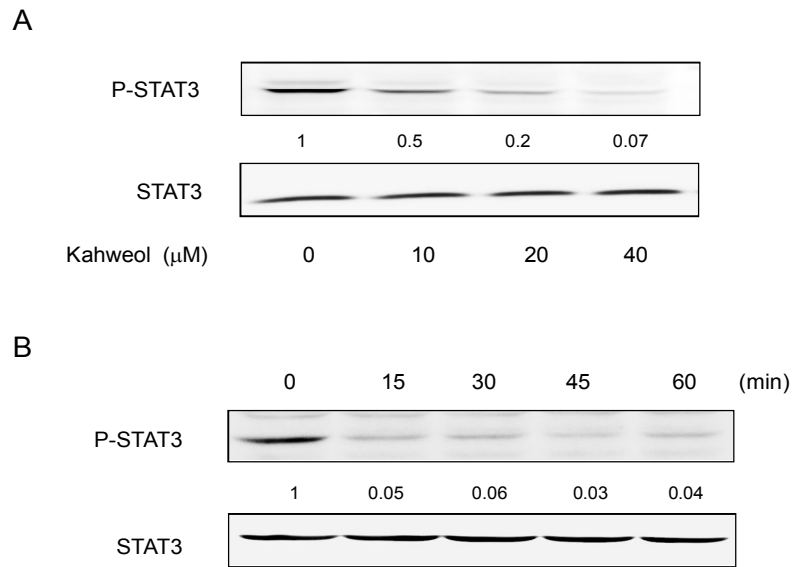 A
P-STAT3
1 0.5 0.2 0.07
STAT3
Kahweol (μM) 0 10 20 40
B
0 15 30 45 60 (min)
P-STAT3
1 0.05 0.06 0.03 0.04
STAT3